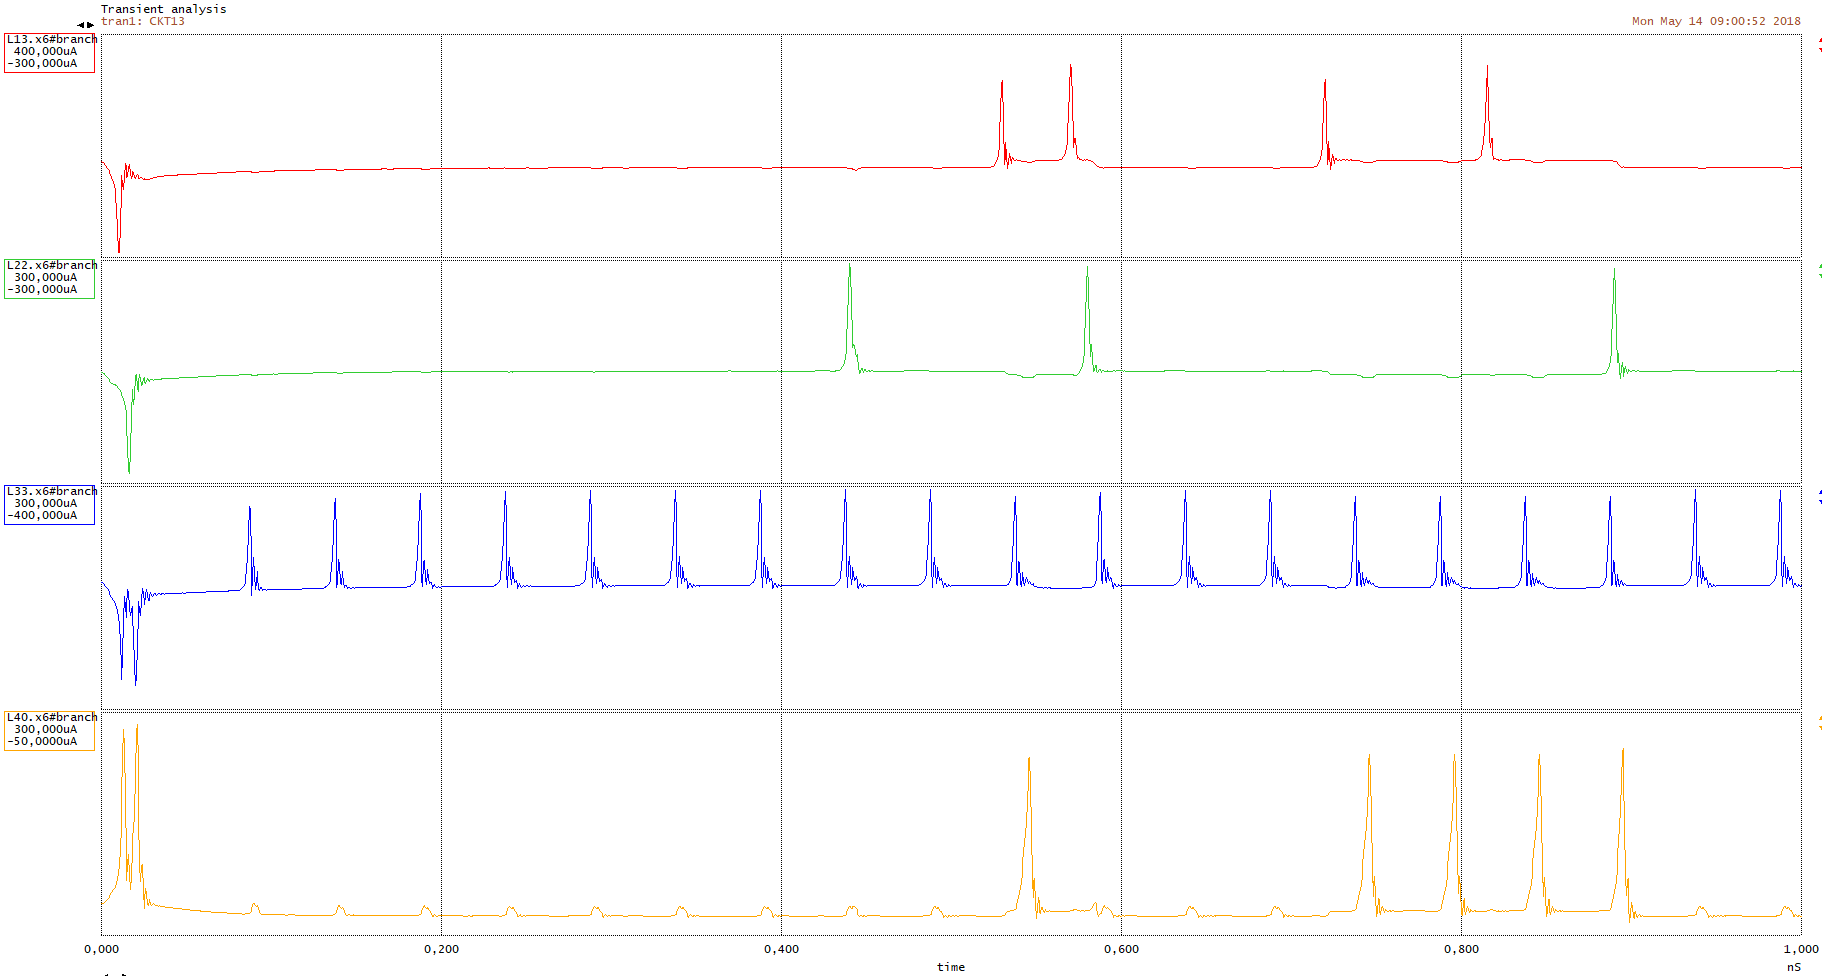 Transient analysis
tran1: CKT13
Mon May 14 09:00:52 2018
L13.x6#branch
400,000uA
-300,000uA
L22.x6#branch
300,000uA
-300,000uA
L33.x6#branch
300,000uA
-400,000uA
L40.x6#branch
300,000uA
-50,0000uA
0,000 0,200 0,400 0,600 0,800 1,000
time nS